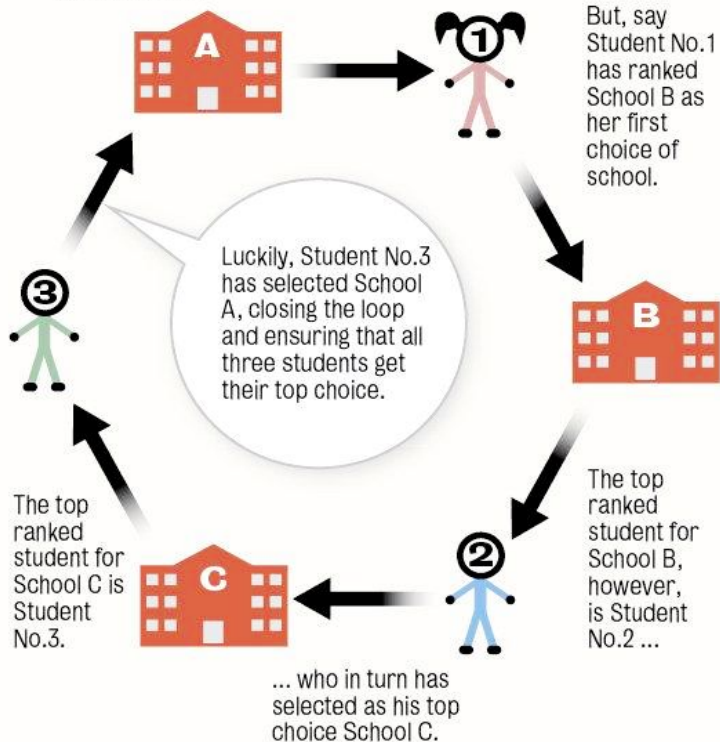 A
1
But, say
Student No.1
has ranked
School B as
her first
choice of
school.
B
The top
ranked
student for
School B,
however,
is Student
No.2 ...
2
... who in turn has
selected as his top
choice School C.
C
The top
ranked
student for
School C is
Student
No.3.
3
Luckily, Student No.3
has selected School
A, closing the loop
and ensuring that all
three students get
their top choice.